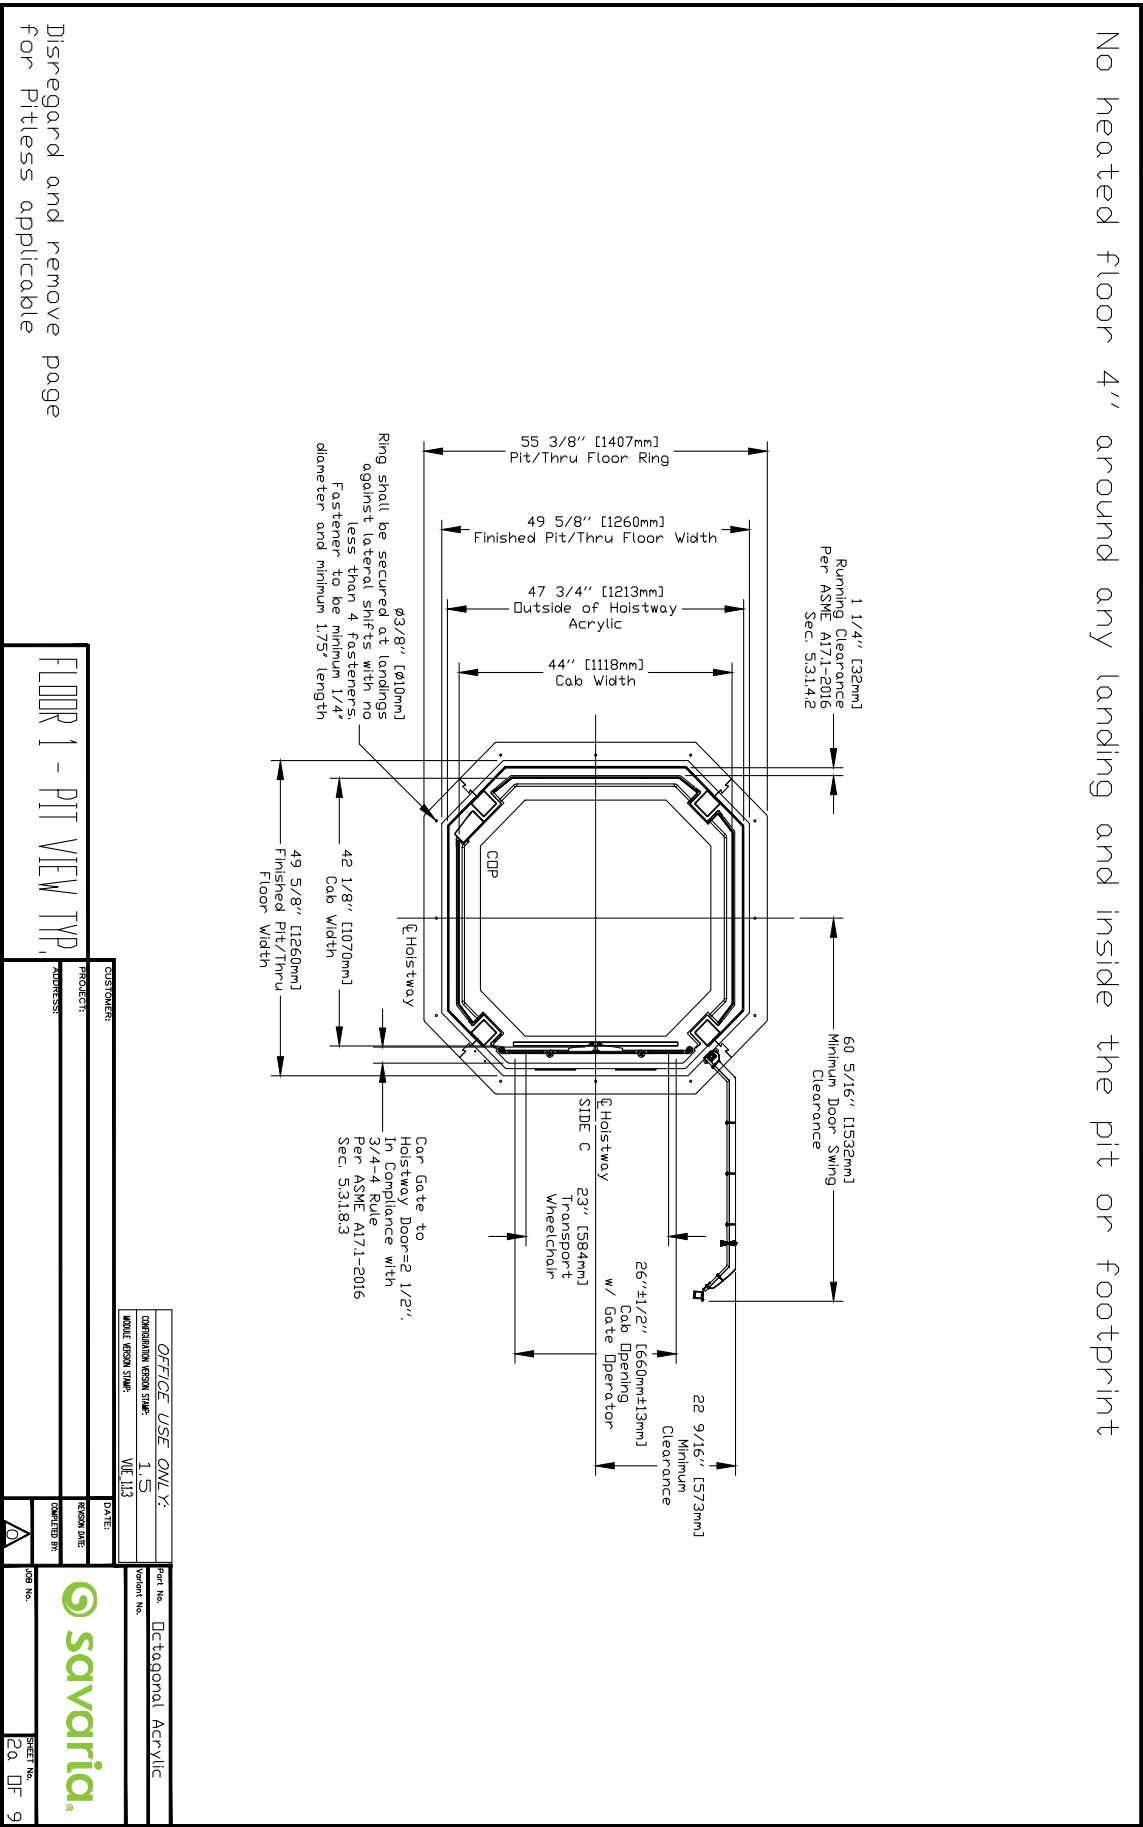 No heated floor 4'' around any landing and inside the pit or footprint
1 1/4'' [32mm]
Running Clearance
Per ASME A17.1-2016
Sec. 5.3.1.4.2
60 5/16'' [1532mm]
Minimum Door Swing
Clearance
55 3/8'' [1407mm]
Pit/Thru Floor Ring
49 5/8'' [1260mm]
Finished Pit/Thru Floor Width
47 3/4'' [1213mm]
Outside of Hoistway
Acrylic
44'' [1118mm]
Cab Width
22 9/16'' [573mm]
Minimum
Clearance
26''±1/2'' [660mm±13mm]
Cab Opening
w/ Gate Operator
23'' [584mm]
Transport
Wheelchair
℄ Hoistway
SIDE C
COP
℄ Hoistway
Ø3/8'' [Ø10mm]
Ring shall be secured at landings
against lateral shifts with no
less than 4 fasteners.
Fastener to be minimum 1/4"
diameter and minimum 1.75" length
42 1/8'' [1070mm]
Cab Width
49 5/8'' [1260mm]
Finished Pit/Thru
Floor Width
Car Gate to
Hoistway Door=2 1/2''.
In Compliance with
3/4-4 Rule
Per ASME A17.1-2016
Sec. 5.3.1.8.3
Disregard and remove page
for Pitless applicable
FLOOR 1 - PIT VIEW TYP.
CUSTOMER:
PROJECT:
ADDRESS:
OFFICE USE ONLY:
CONFIGURATION VERSION STAMP: 1.5
MODULE VERSION STAMP: VUE_1.1.3
DATE:
REVISION DATE:
COMPLETED BY:
0
Part No. Octagonal Acrylic
Variant No.
savaria®
JOB No.
SHEET No.
2a OF 9